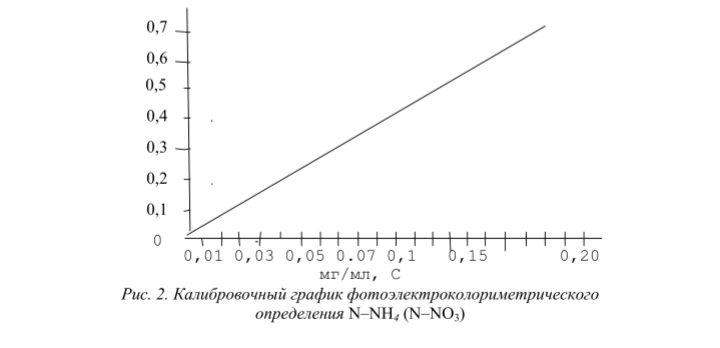 0,7
0,6
0,5
0,4
0,3
0,2
0,1
0
0,01 0,03 0,05 0.07 0,1 0,15 0,20
мг/мл, С
Рис. 2. Калибровочный график фотоэлектроколориметрического
определения N–NH₄ (N–NO₃)